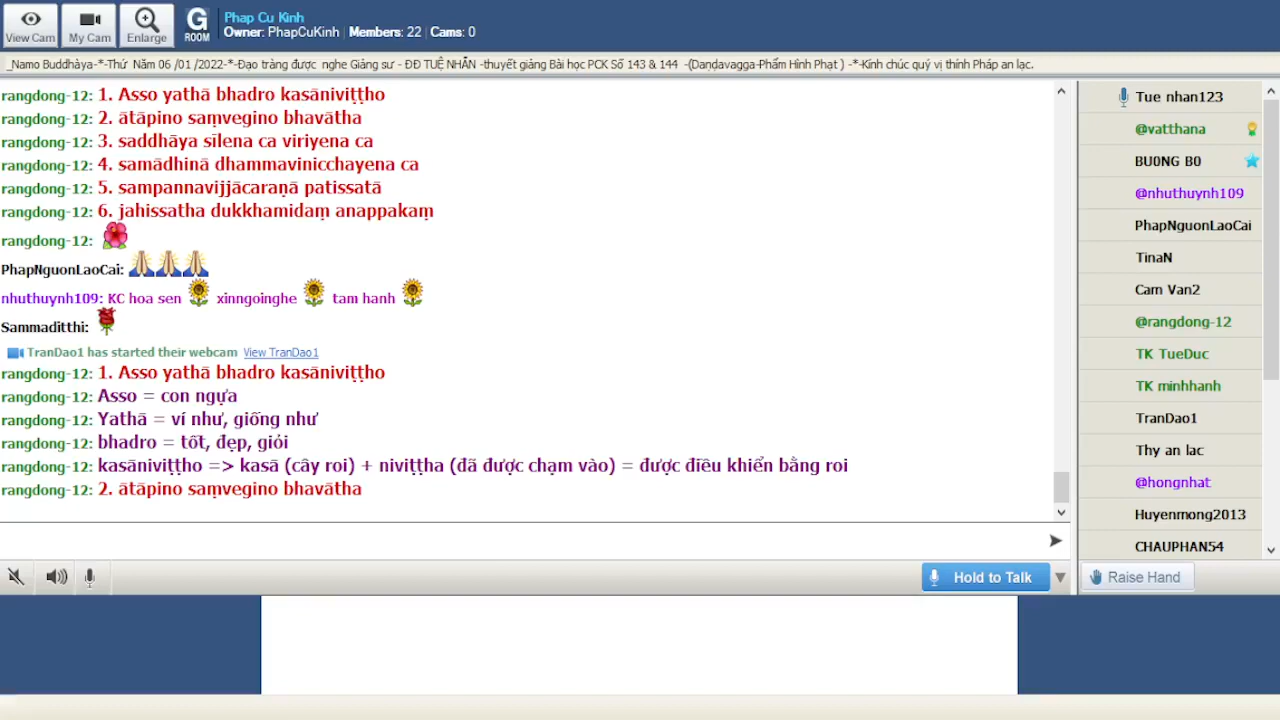 View Cam
My Cam
Enlarge
G
ROOM
Phap Cu Kinh
Owner: PhapCuKinh | Members: 22 | Cams: 0
_Namo Buddhàya-*-Thứ Năm 06 /01 /2022-*-Đạo tràng được nghe Giảng sư - ĐĐ TUỆ NHẪN -thuyết giảng Bài học PCK Số 143 & 144 -(Daṇḍavagga-Phẩm Hình Phạt ) -*-Kính chúc quý vị thính Pháp an lạc.
rangdong-12: 1. Asso yathā bhadro kasāniviṭṭho
rangdong-12: 2. ātāpino saṃvegino bhavātha
rangdong-12: 3. saddhāya sīlena ca viriyena ca
rangdong-12: 4. samādhinā dhammavinicchayena ca
rangdong-12: 5. sampannavijjācaraṇā patissatā
rangdong-12: 6. jahissatha dukkhamidaṃ anappakaṃ
rangdong-12:
PhapNguonLaoCai:
nhuthuynh109: KC hoa sen xinngoinghe tam hanh
Sammaditthi:
TranDao1 has started their webcam View TranDao1
rangdong-12: 1. Asso yathā bhadro kasāniviṭṭho
rangdong-12: Asso = con ngựa
rangdong-12: Yathā = ví như, giống như
rangdong-12: bhadro = tốt, đẹp, giỏi
rangdong-12: kasāniviṭṭho => kasā (cây roi) + niviṭṭha (đã được chạm vào) = được điều khiển bằng roi
rangdong-12: 2. ātāpino saṃvegino bhavātha
Tue nhan123
@vatthana
BU0NG B0
@nhuthuynh109
PhapNguonLaoCai
TinaN
Cam Van2
@rangdong-12
TK TueDuc
TK minhhanh
TranDao1
Thy an lac
@hongnhat
Huyenmong2013
CHAUPHAN54
Hold to Talk
Raise Hand